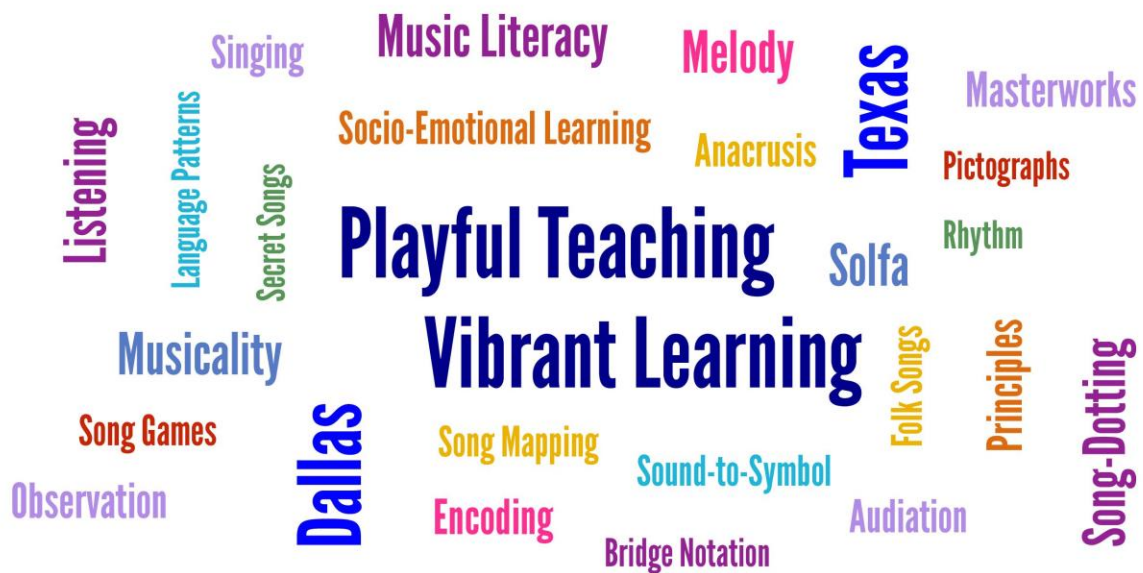 Singing
Music Literacy
Melody
Texas
Masterworks
Listening
Language Patterns
Secret Songs
Socio-Emotional Learning
Anacrusis
Pictographs
Playful Teaching
Solfa
Rhythm
Vibrant Learning
Musicality
Folk Songs
Principles
Song-Dotting
Song Games
Dallas
Song Mapping
Sound-to-Symbol
Observation
Encoding
Audiation
Bridge Notation